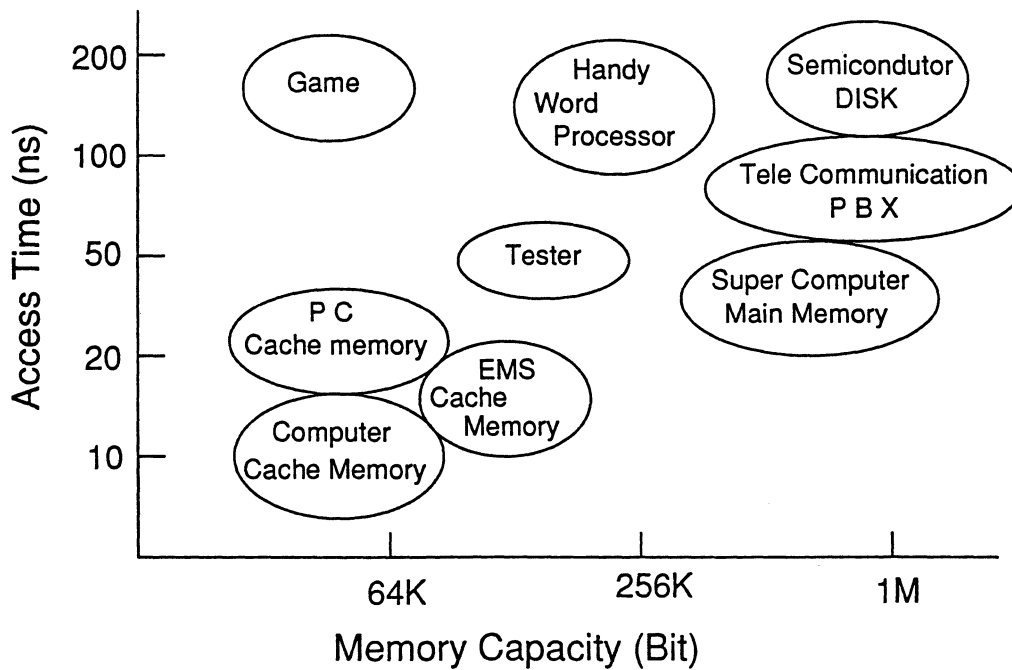 Access Time (ns)
200
100
50
20
10
Game
Handy
Word
Processor
Semicondutor
DISK
Tele Communication
P B X
Tester
Super Computer
Main Memory
P C
Cache memory
EMS
Cache
Memory
Computer
Cache Memory
64K
256K
1M
Memory Capacity (Bit)